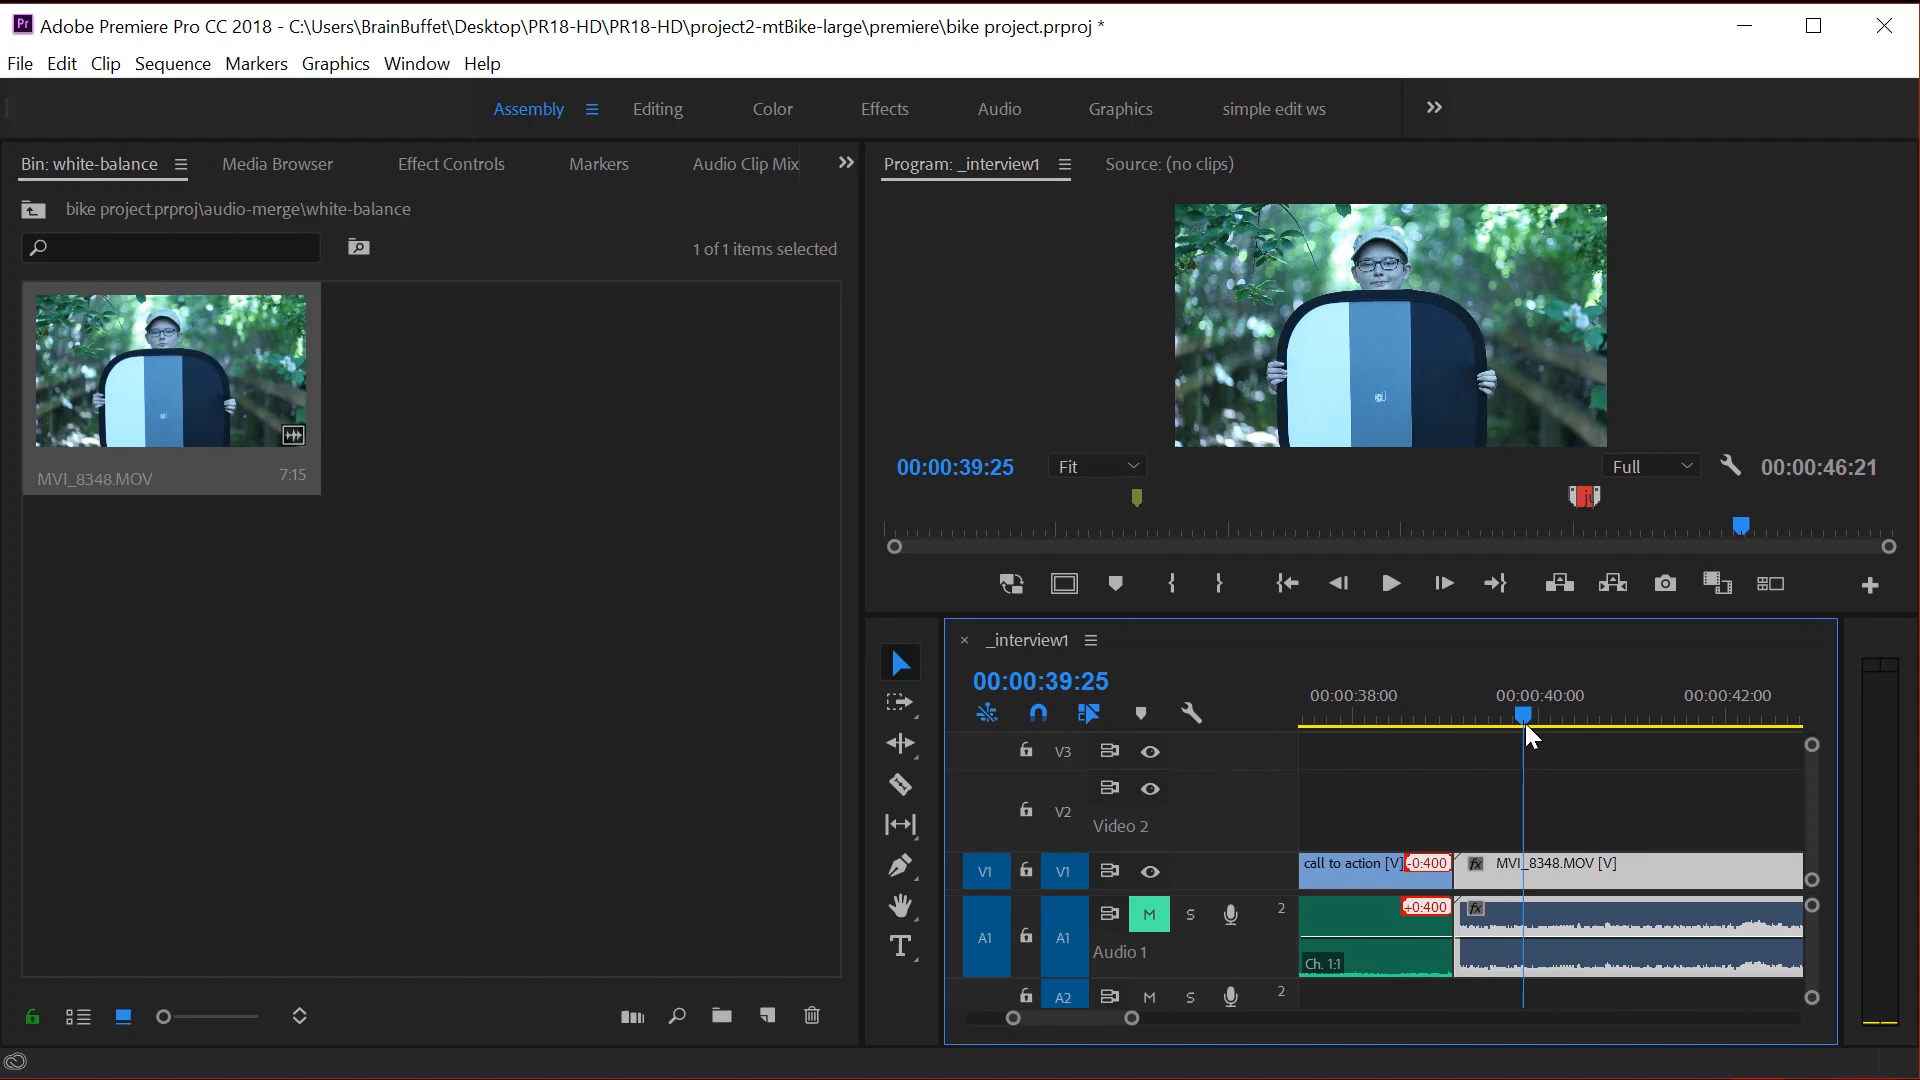 Pr Adobe Premiere Pro CC 2018 - C:\Users\BrainBuffet\Desktop\PR18-HD\PR18-HD\project2-mtBike-large\premiere\bike project.prproj *
File Edit Clip Sequence Markers Graphics Window Help
Assembly Editing Color Effects Audio Graphics simple edit ws
Bin: white-balance Media Browser Effect Controls Markers Audio Clip Mix
bike project.prproj\audio-merge\white-balance
1 of 1 items selected
MVI_8348.MOV 7:15
Program: _interview1 Source: (no clips)
00:00:39:25 Fit Full 00:00:46:21
_interview1
00:00:39:25
00:00:38:00 00:00:40:00 00:00:42:00
V3
V2
Video 2
V1 V1
call to action [V] -0:400 fx MVI_8348.MOV [V]
A1 A1 M S 2
Audio 1
+0:400 fx
Ch. 1:1
A2 M S 2